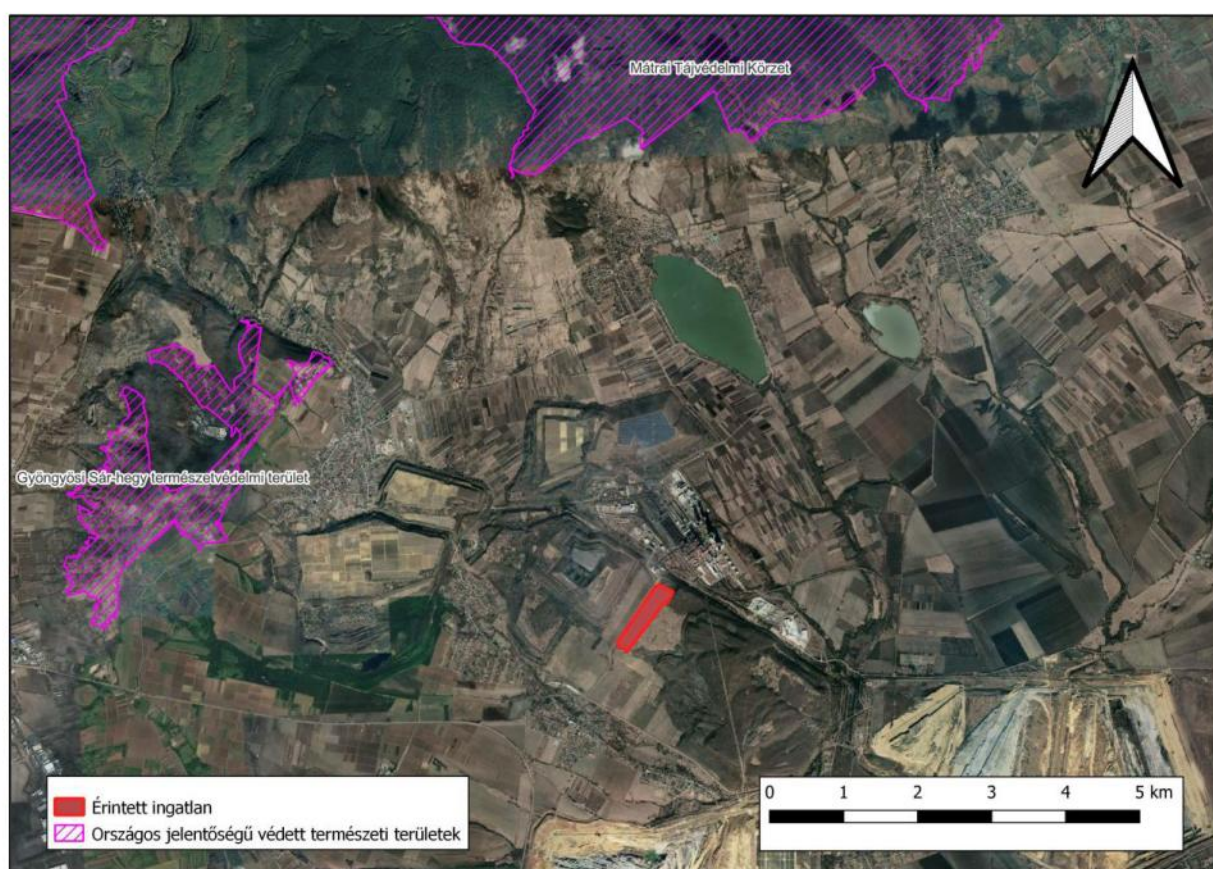 Mátrai Tájvédelmi Körzet
Gyöngyösi Sár-hegy természetvédelmi terület
Érintett ingatlan
Országos jelentőségű védett természeti területek
0 1 2 3 4 5 km